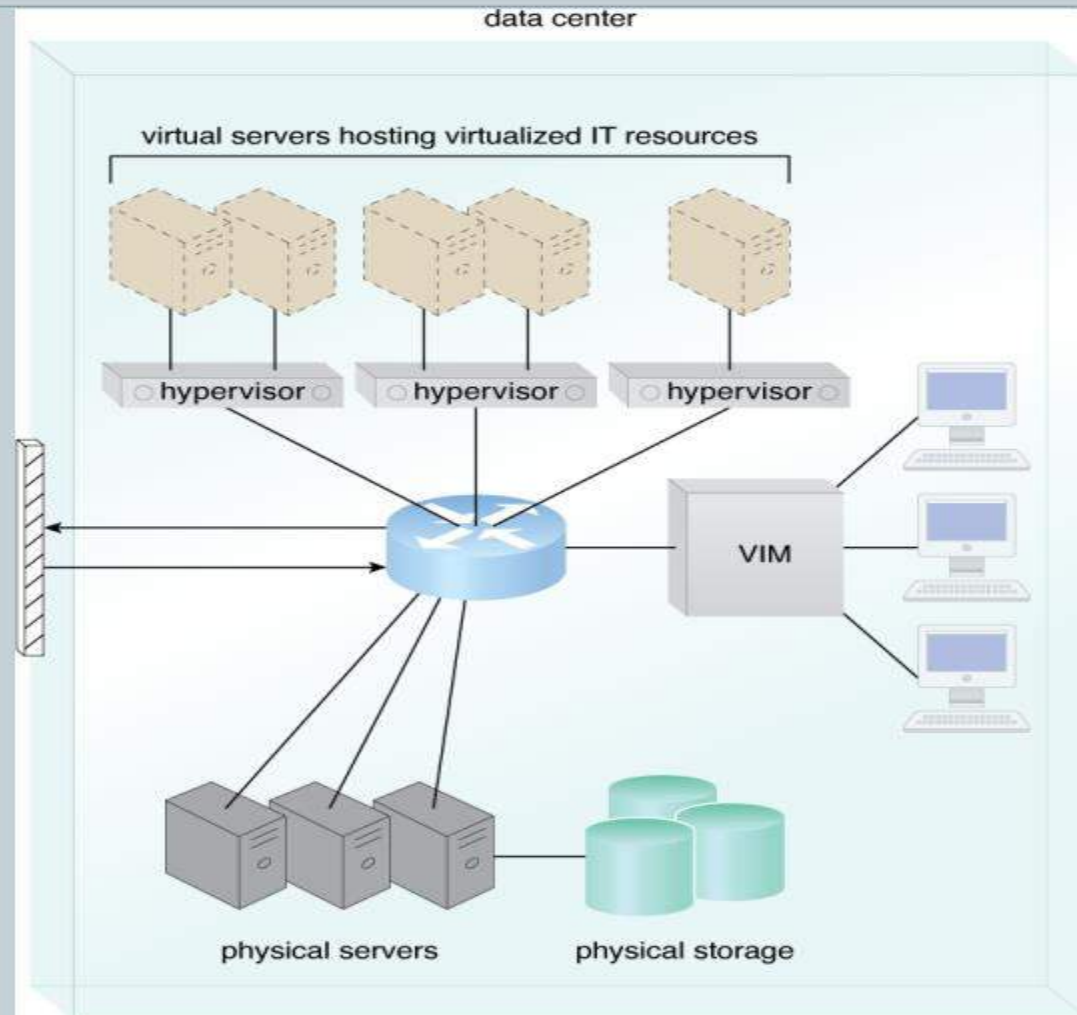 data center
virtual servers hosting virtualized IT resources
hypervisor
hypervisor
hypervisor
VIM
physical servers
physical storage